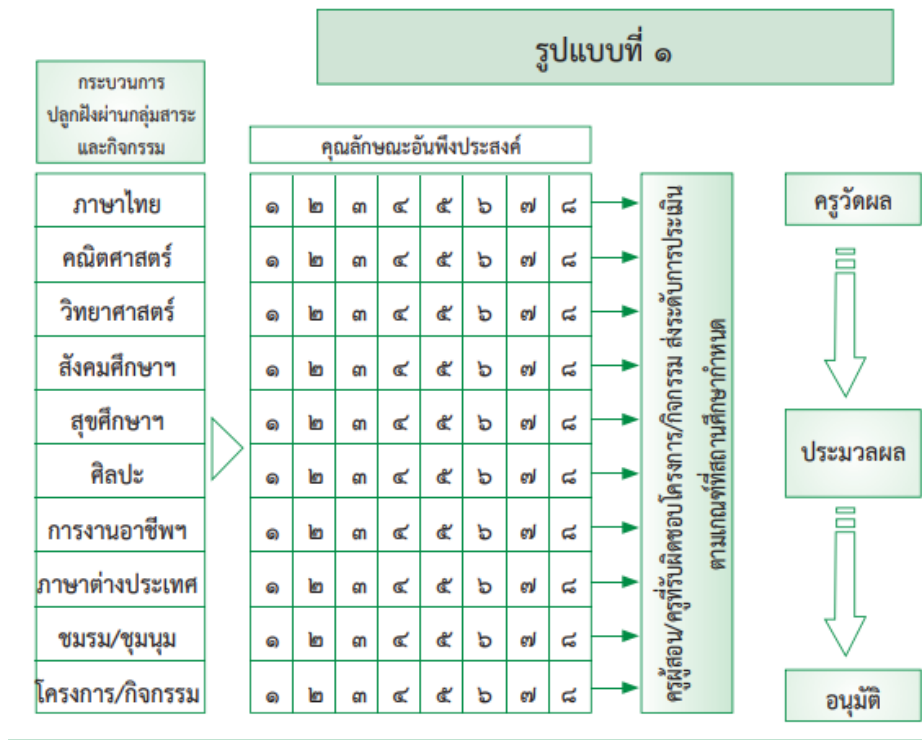 รูปแบบที่ ๑
กระบวนการ
ปลูกฝังผ่านกลุ่มสาระ
และกิจกรรม
คุณลักษณะอันพึงประสงค์
ภาษาไทย ๑ ๒ ๓ ๔ ๕ ๖ ๗ ๘
คณิตศาสตร์ ๑ ๒ ๓ ๔ ๕ ๖ ๗ ๘
วิทยาศาสตร์ ๑ ๒ ๓ ๔ ๕ ๖ ๗ ๘
สังคมศึกษาฯ ๑ ๒ ๓ ๔ ๕ ๖ ๗ ๘
สุขศึกษาฯ ๑ ๒ ๓ ๔ ๕ ๖ ๗ ๘
ศิลปะ ๑ ๒ ๓ ๔ ๕ ๖ ๗ ๘
การงานอาชีพฯ ๑ ๒ ๓ ๔ ๕ ๖ ๗ ๘
ภาษาต่างประเทศ ๑ ๒ ๓ ๔ ๕ ๖ ๗ ๘
ชมรม/ชุมนุม ๑ ๒ ๓ ๔ ๕ ๖ ๗ ๘
โครงการ/กิจกรรม ๑ ๒ ๓ ๔ ๕ ๖ ๗ ๘
ครูผู้สอน/ครูที่รับผิดชอบโครงการ/กิจกรรม ส่งระดับการประเมิน
ตามเกณฑ์ที่สถานศึกษากำหนด
ครูวัดผล
ประมวลผล
อนุมัติ